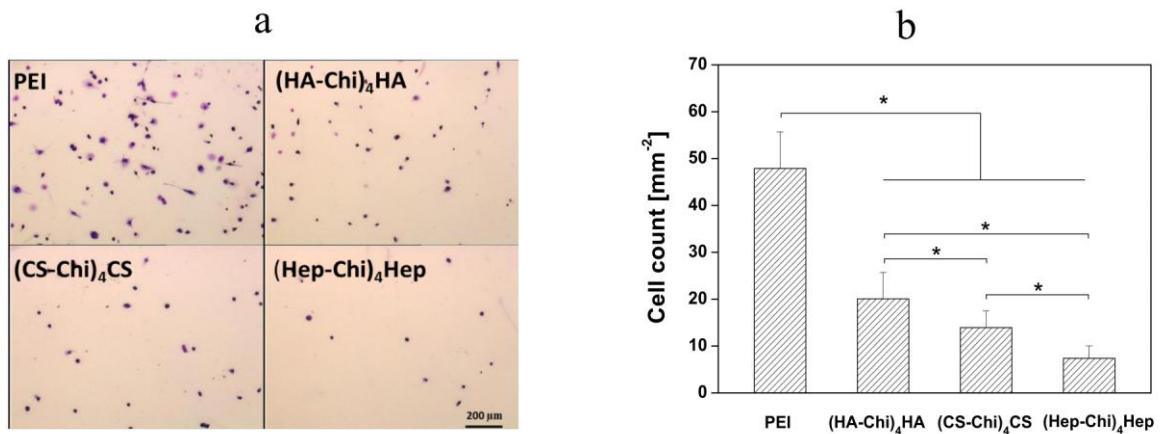 a
PEI
(HA-Chi)₄HA
(CS-Chi)₄CS
(Hep-Chi)₄Hep
200 µm
b
Cell count [mm⁻²]
70
60
50
40
30
20
10
0
*
*
*
*
PEI (HA-Chi)₄HA (CS-Chi)₄CS (Hep-Chi)₄Hep